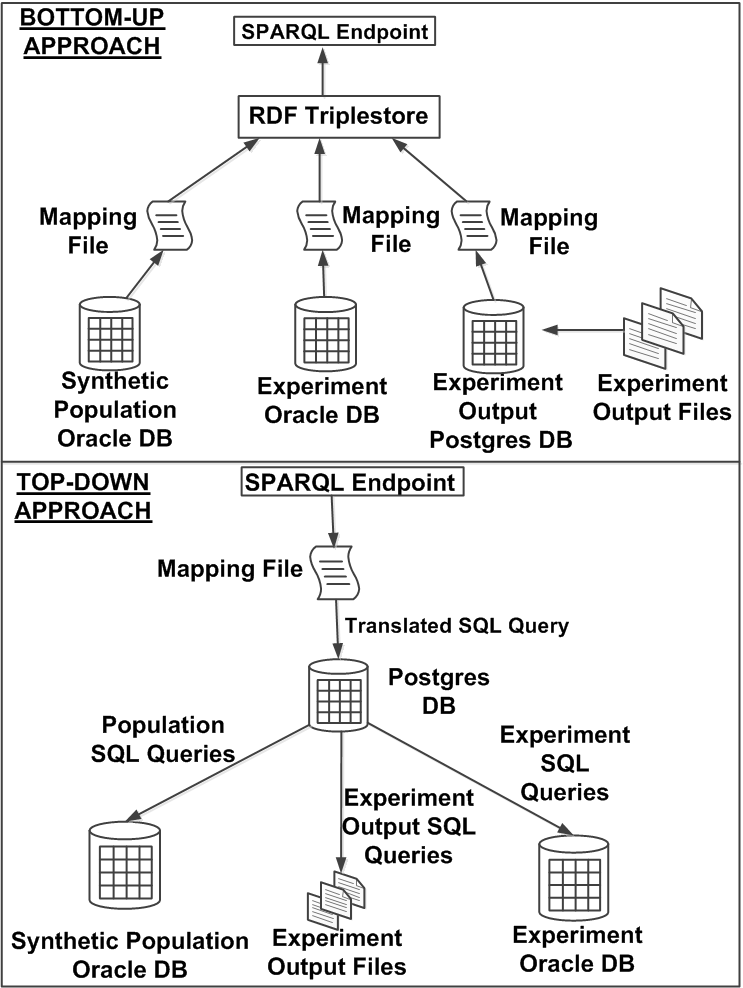 BOTTOM-UP
APPROACH
SPARQL Endpoint
RDF Triplestore
Mapping
File
Mapping
File
Mapping
File
Synthetic
Population
Oracle DB
Experiment
Oracle DB
Experiment
Output
Postgres DB
Experiment
Output Files
TOP-DOWN
APPROACH
SPARQL Endpoint
Mapping File
Translated SQL Query
Postgres
DB
Population
SQL Queries
Experiment
Output SQL
Queries
Experiment
SQL
Queries
Synthetic Population
Oracle DB
Experiment
Output Files
Experiment
Oracle DB